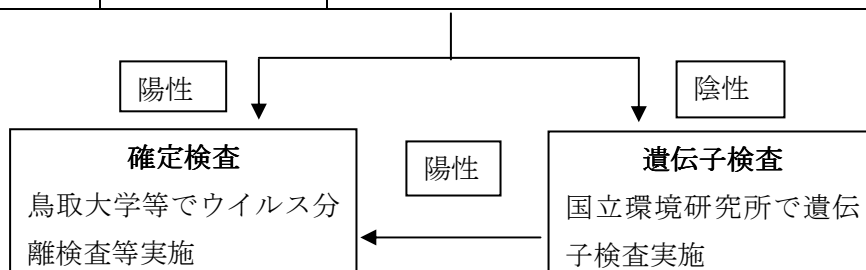 陽性
陰性
確定検査
鳥取大学等でウイルス分
離検査等実施
陽性
遺伝子検査
国立環境研究所で遺伝
子検査実施